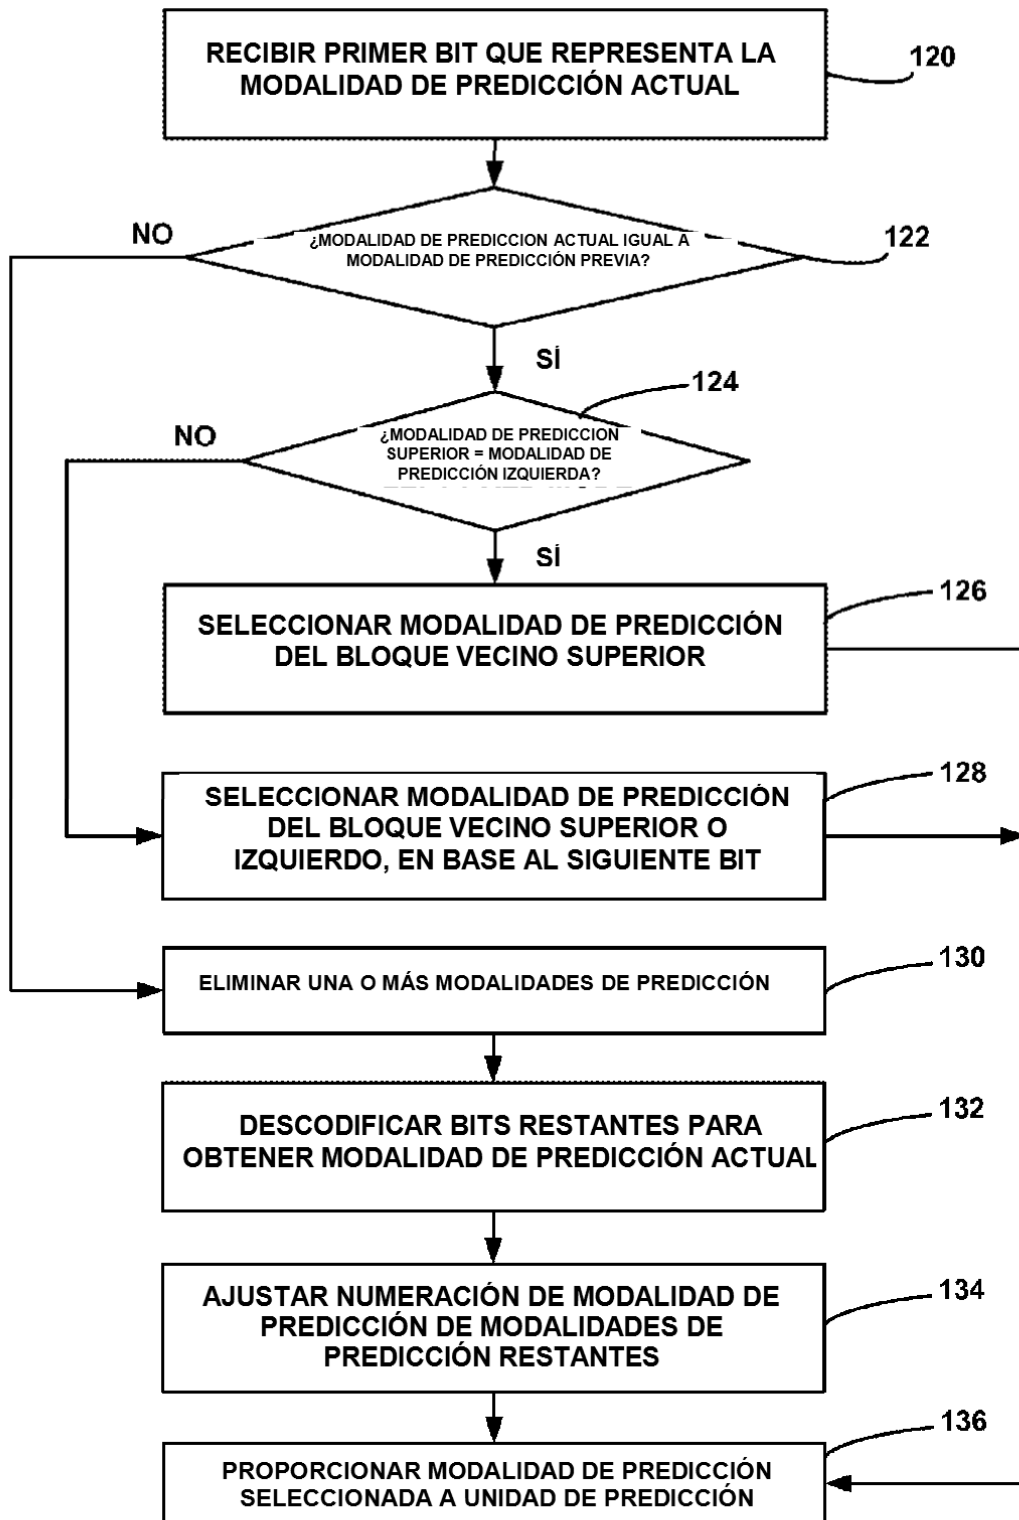 RECIBIR PRIMER BIT QUE REPRESENTA LA
MODALIDAD DE PREDICCIÓN ACTUAL
120
NO
¿MODALIDAD DE PREDICCION ACTUAL IGUAL A
MODALIDAD DE PREDICCIÓN PREVIA?
122
SÍ
124
NO
¿MODALIDAD DE PREDICCION
SUPERIOR = MODALIDAD DE
PREDICCIÓN IZQUIERDA?
SÍ
126
SELECCIONAR MODALIDAD DE PREDICCIÓN
DEL BLOQUE VECINO SUPERIOR
128
SELECCIONAR MODALIDAD DE PREDICCIÓN
DEL BLOQUE VECINO SUPERIOR O
IZQUIERDO, EN BASE AL SIGUIENTE BIT
130
ELIMINAR UNA O MÁS MODALIDADES DE PREDICCIÓN
132
DESCODIFICAR BITS RESTANTES PARA
OBTENER MODALIDAD DE PREDICCIÓN ACTUAL
134
AJUSTAR NUMERACIÓN DE MODALIDAD DE
PREDICCIÓN DE MODALIDADES DE
PREDICCIÓN RESTANTES
136
PROPORCIONAR MODALIDAD DE PREDICCIÓN
SELECCIONADA A UNIDAD DE PREDICCIÓN